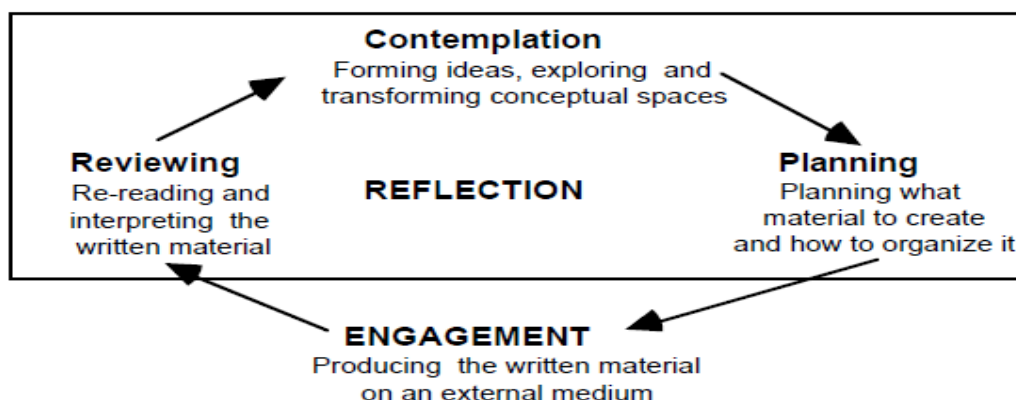 Contemplation
Forming ideas, exploring and
transforming conceptual spaces
Reviewing
Re-reading and
interpreting the
written material
REFLECTION
Planning
Planning what
material to create
and how to organize it
ENGAGEMENT
Producing the written material
on an external medium